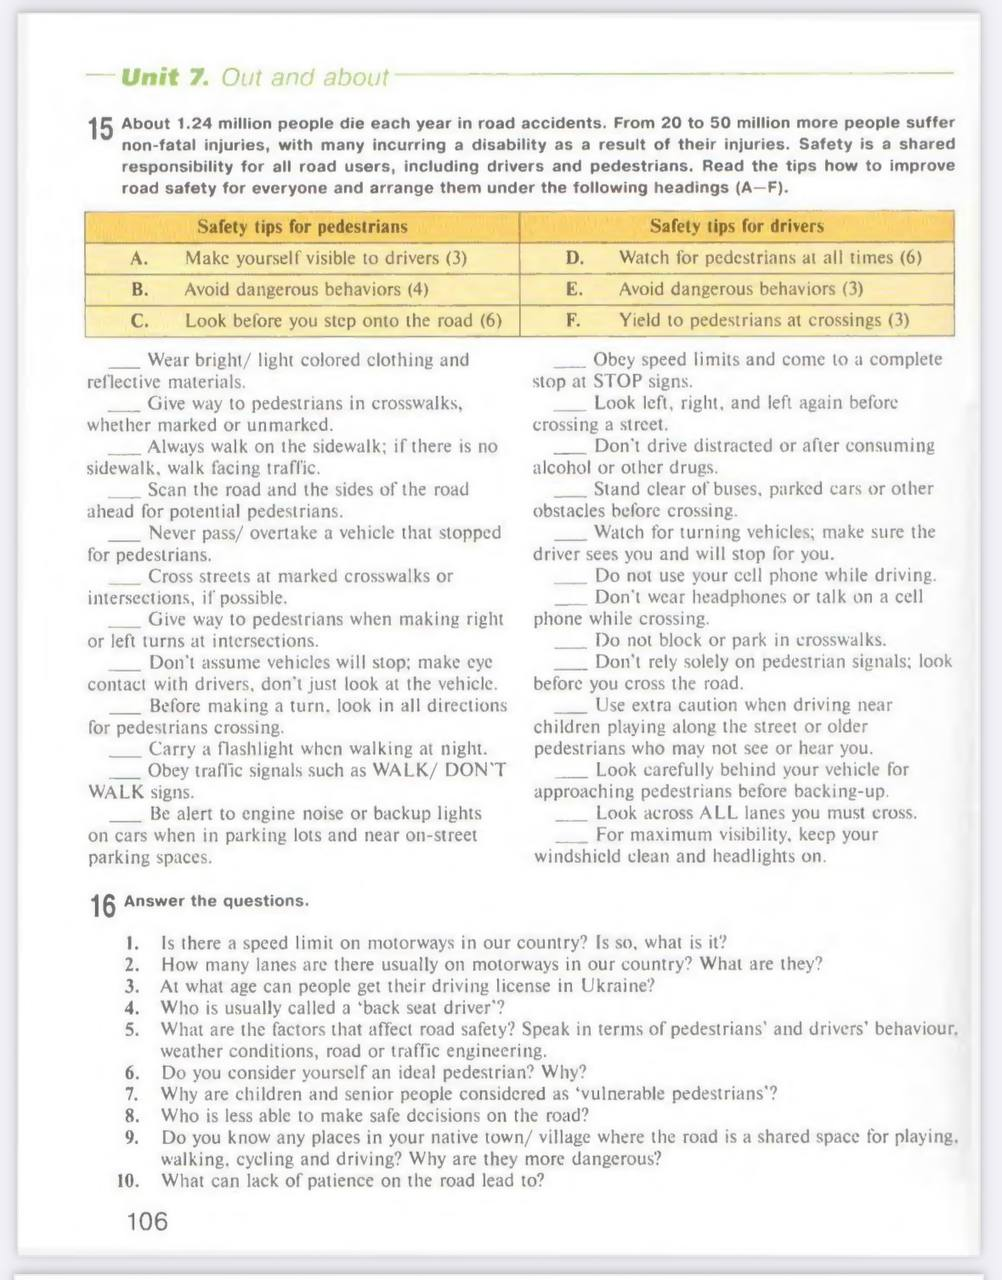 Unit 7. Out and about
15 About 1.24 million people die each year in road accidents. From 20 to 50 million more people suffer
non-fatal injuries, with many incurring a disability as a result of their injuries. Safety is a shared
responsibility for all road users, including drivers and pedestrians. Read the tips how to improve
road safety for everyone and arrange them under the following headings (A—F).
Safety tips for pedestrians
Safety tips for drivers
A. Make yourself visible to drivers (3)
D. Watch for pedestrians at all times (6)
B. Avoid dangerous behaviors (4)
E. Avoid dangerous behaviors (3)
C. Look before you step onto the road (6)
F. Yield to pedestrians at crossings (3)
___ Wear bright/ light colored clothing and
reflective materials.
___ Give way to pedestrians in crosswalks,
whether marked or unmarked.
___ Always walk on the sidewalk; if there is no
sidewalk, walk facing traffic.
___ Scan the road and the sides of the road
ahead for potential pedestrians.
___ Never pass/ overtake a vehicle that stopped
for pedestrians.
___ Cross streets at marked crosswalks or
intersections, if possible.
___ Give way to pedestrians when making right
or left turns at intersections.
___ Don't assume vehicles will stop; make eye
contact with drivers, don't just look at the vehicle.
___ Before making a turn, look in all directions
for pedestrians crossing.
___ Carry a flashlight when walking at night.
___ Obey traffic signals such as WALK/ DON'T
WALK signs.
___ Be alert to engine noise or backup lights
on cars when in parking lots and near on-street
parking spaces.
___ Obey speed limits and come to a complete
stop at STOP signs.
___ Look left, right, and left again before
crossing a street.
___ Don't drive distracted or after consuming
alcohol or other drugs.
___ Stand clear of buses, parked cars or other
obstacles before crossing.
___ Watch for turning vehicles; make sure the
driver sees you and will stop for you.
___ Do not use your cell phone while driving.
___ Don't wear headphones or talk on a cell
phone while crossing.
___ Do not block or park in crosswalks.
___ Don't rely solely on pedestrian signals; look
before you cross the road.
___ Use extra caution when driving near
children playing along the street or older
pedestrians who may not see or hear you.
___ Look carefully behind your vehicle for
approaching pedestrians before backing-up.
___ Look across ALL lanes you must cross.
___ For maximum visibility, keep your
windshield clean and headlights on.
16 Answer the questions.
1. Is there a speed limit on motorways in our country? Is so, what is it?
2. How many lanes are there usually on motorways in our country? What are they?
3. At what age can people get their driving license in Ukraine?
4. Who is usually called a 'back seat driver'?
5. What are the factors that affect road safety? Speak in terms of pedestrians' and drivers' behaviour,
weather conditions, road or traffic engineering.
6. Do you consider yourself an ideal pedestrian? Why?
7. Why are children and senior people considered as 'vulnerable pedestrians'?
8. Who is less able to make safe decisions on the road?
9. Do you know any places in your native town/ village where the road is a shared space for playing,
walking, cycling and driving? Why are they more dangerous?
10. What can lack of patience on the road lead to?
106